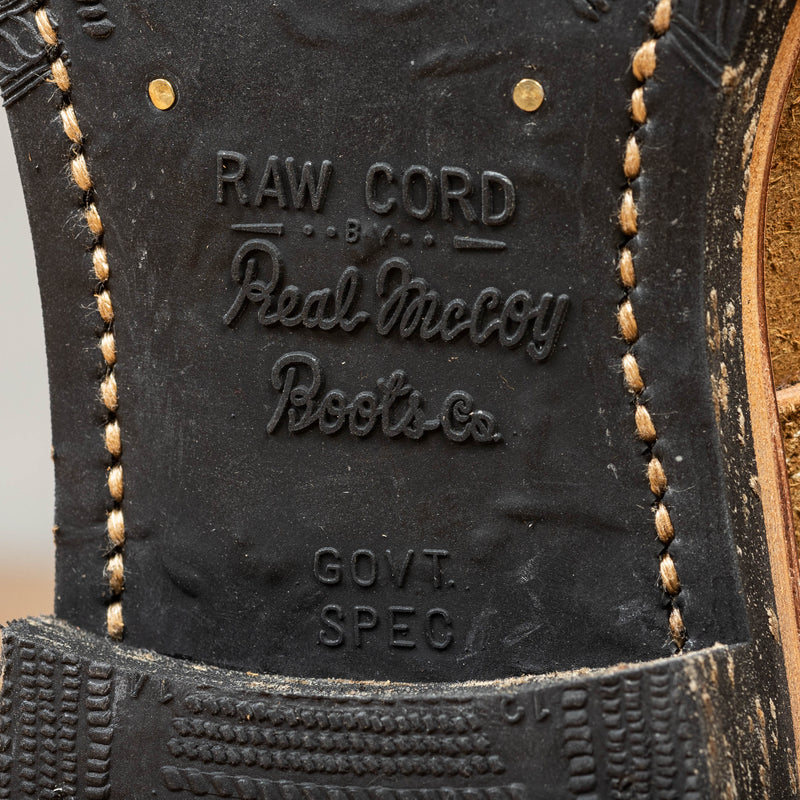 RAW CORD
BY
Real McCoy
Boots Co.
GOVT.
SPEC